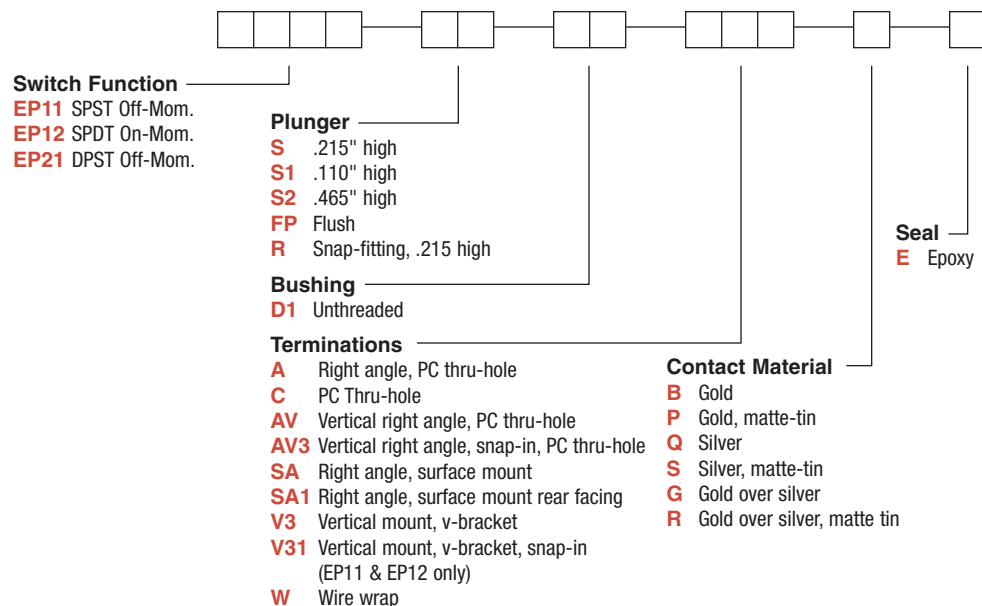 Switch Function
EP11 SPST Off-Mom.
EP12 SPDT On-Mom.
EP21 DPST Off-Mom.
Plunger
S .215" high
S1 .110" high
S2 .465" high
FP Flush
R Snap-fitting, .215 high
Bushing
D1 Unthreaded
Terminations
A Right angle, PC thru-hole
C PC Thru-hole
AV Vertical right angle, PC thru-hole
AV3 Vertical right angle, snap-in, PC thru-hole
SA Right angle, surface mount
SA1 Right angle, surface mount rear facing
V3 Vertical mount, v-bracket
V31 Vertical mount, v-bracket, snap-in
(EP11 & EP12 only)
W Wire wrap
Contact Material
B Gold
P Gold, matte-tin
Q Silver
S Silver, matte-tin
G Gold over silver
R Gold over silver, matte tin
Seal
E Epoxy